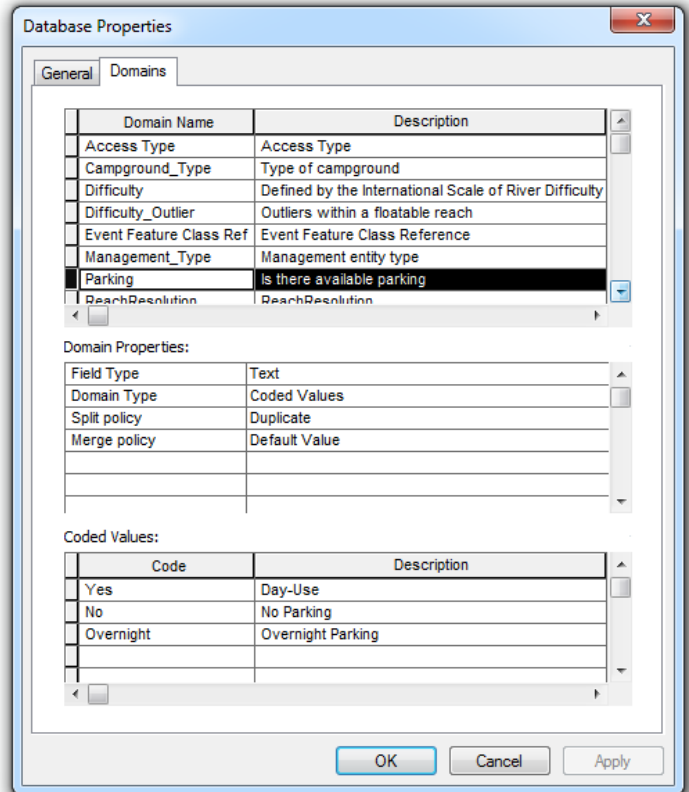 Database Properties
General Domains
Domain Name Description
Access Type Access Type
Campground_Type Type of campground
Difficulty Defined by the International Scale of River Difficulty
Difficulty_Outlier Outliers within a floatable reach
Event Feature Class Ref Event Feature Class Reference
Management_Type Management entity type
Parking Is there available parking
ReachResolution ReachResolution
Domain Properties:
Field Type Text
Domain Type Coded Values
Split policy Duplicate
Merge policy Default Value
Coded Values:
Code Description
Yes Day-Use
No No Parking
Overnight Overnight Parking
OK Cancel Apply